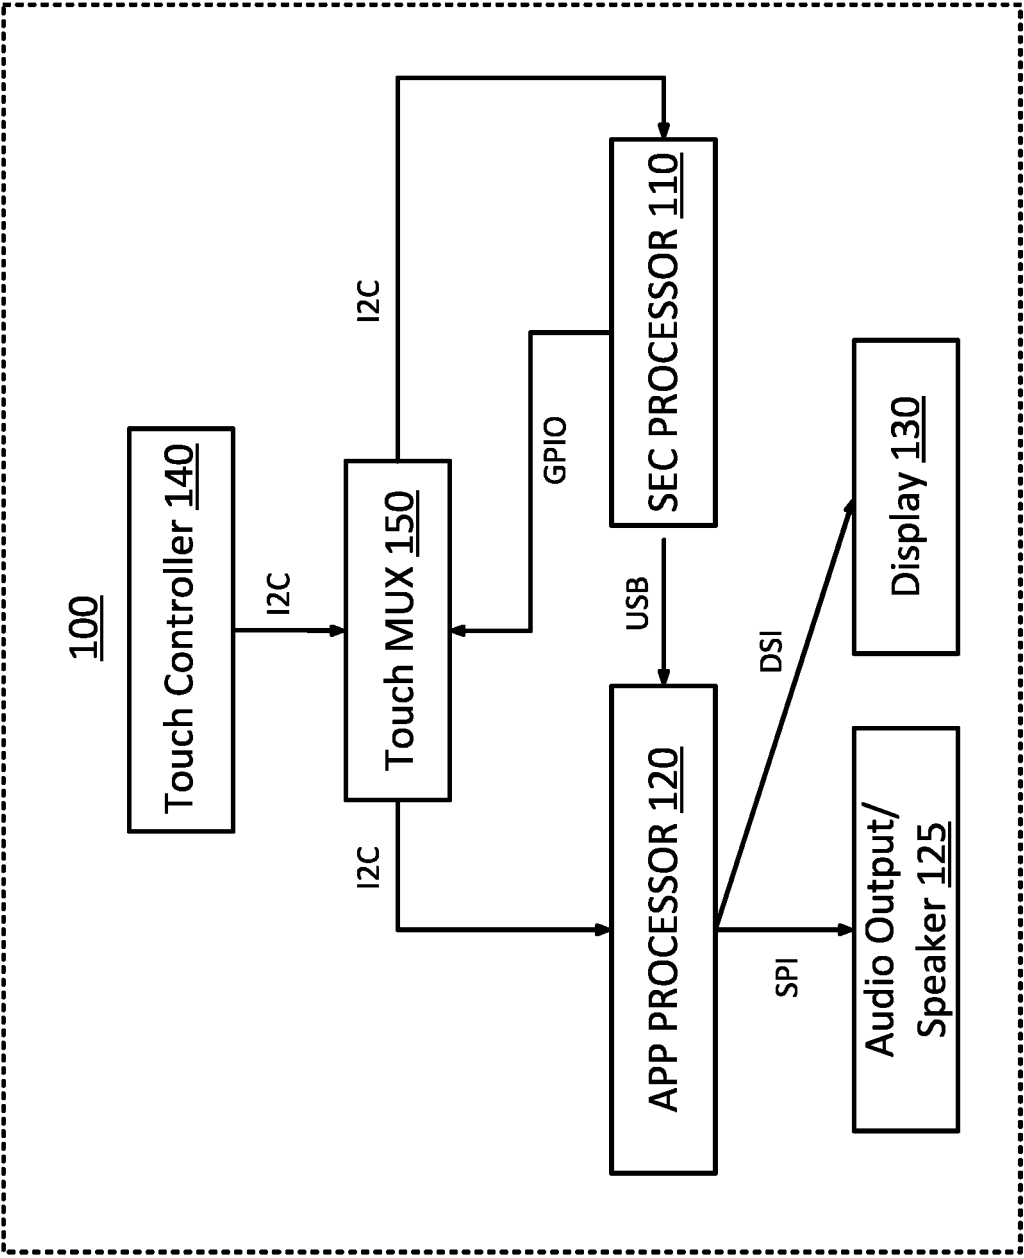 100
Touch Controller 140
I2C
Touch MUX 150
I2C
I2C
GPIO
APP PROCESSOR 120
USB
SEC PROCESSOR 110
SPI
DSI
Audio Output/
Speaker 125
Display 130